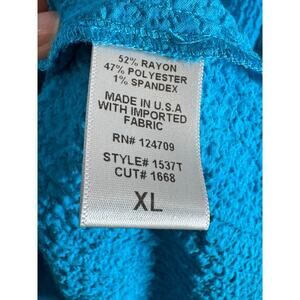 52% RAYON
47% POLYESTER
1% SPANDEX
MADE IN U.S.A
WITH IMPORTED
FABRIC
RN# 124709
STYLE# 1537T
CUT# 1668
XL